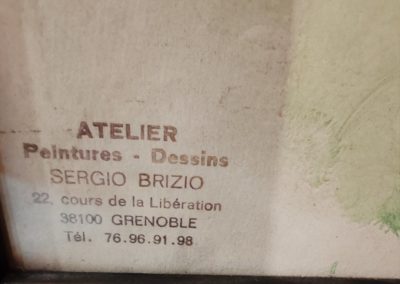 ATELIER
Peintures - Dessins
SERGIO BRIZIO
22, cours de la Libération
38100 GRENOBLE
Tél. 76.96.91.98